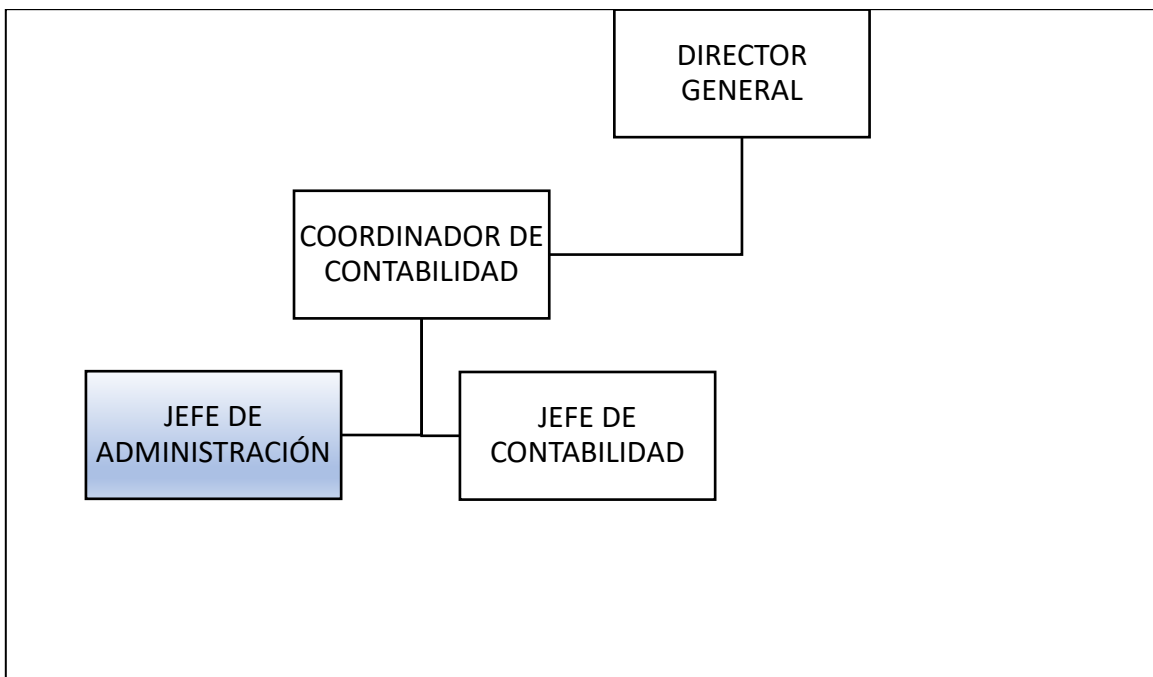 DIRECTOR
GENERAL
COORDINADOR DE
CONTABILIDAD
JEFE DE
ADMINISTRACIÓN
JEFE DE
CONTABILIDAD